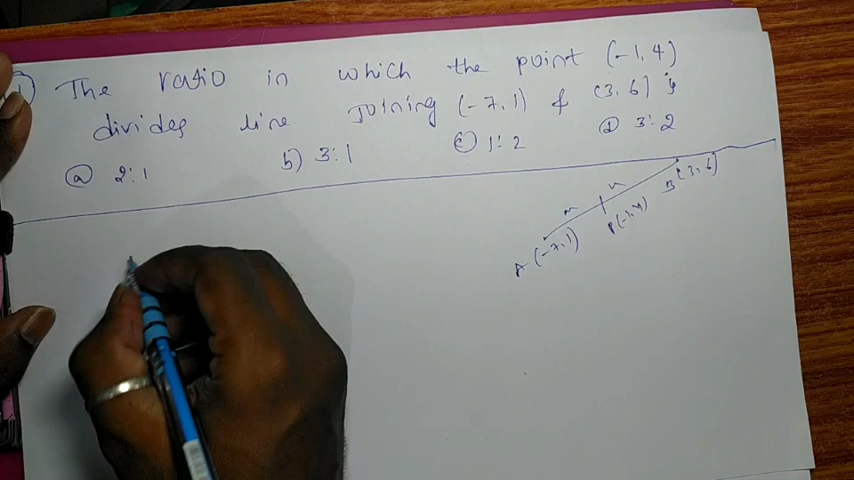 1) The ratio in which the point (-1,4)
divides line joining (-7,1) & (3,6) is
a) 2:1 b) 3:1 c) 1:2 d) 3:2
m n
A (-7,1) P(-1,4) B (3,6)